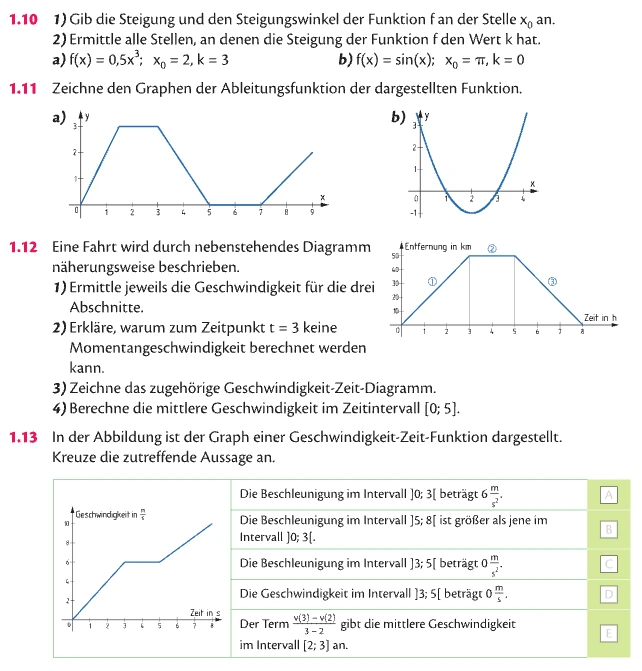 1.10 1) Gib die Steigung und den Steigungswinkel der Funktion f an der Stelle x₀ an.
2) Ermittle alle Stellen, an denen die Steigung der Funktion f den Wert k hat.
a) f(x) = 0,5x³; x₀ = 2, k = 3 b) f(x) = sin(x); x₀ = π, k = 0
1.11 Zeichne den Graphen der Ableitungsfunktion der dargestellten Funktion.
a) y b) y
3 3
2 2
1 1
x x
0 1 2 3 4 5 6 7 8 9 0 1 2 3 4
-1
1.12 Eine Fahrt wird durch nebenstehendes Diagramm
näherungsweise beschrieben.
1) Ermittle jeweils die Geschwindigkeit für die drei
Abschnitte.
2) Erkläre, warum zum Zeitpunkt t = 3 keine
Momentangeschwindigkeit berechnet werden
kann.
3) Zeichne das zugehörige Geschwindigkeit-Zeit-Diagramm.
4) Berechne die mittlere Geschwindigkeit im Zeitintervall [0; 5].
Entfernung in km
50
40
30
20
10
① ② ③
Zeit in h
0 1 2 3 4 5 6 7 8
1.13 In der Abbildung ist der Graph einer Geschwindigkeit-Zeit-Funktion dargestellt.
Kreuze die zutreffende Aussage an.
Geschwindigkeit in m/s
10
8
6
4
2
Zeit in s
0 1 2 3 4 5 6 7 8
Die Beschleunigung im Intervall ]0; 3[ beträgt 6 m/s². A
Die Beschleunigung im Intervall ]5; 8[ ist größer als jene im
Intervall ]0; 3[. B
Die Beschleunigung im Intervall ]3; 5[ beträgt 0 m/s². C
Die Geschwindigkeit im Intervall ]3; 5[ beträgt 0 m/s. D
Der Term (v(3) – v(2))/(3 – 2) gibt die mittlere Geschwindigkeit
im Intervall [2; 3] an. E